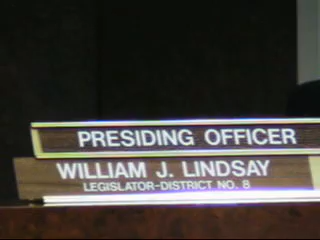 PRESIDING OFFICER
WILLIAM J. LINDSAY
LEGISLATOR-DISTRICT NO. 8